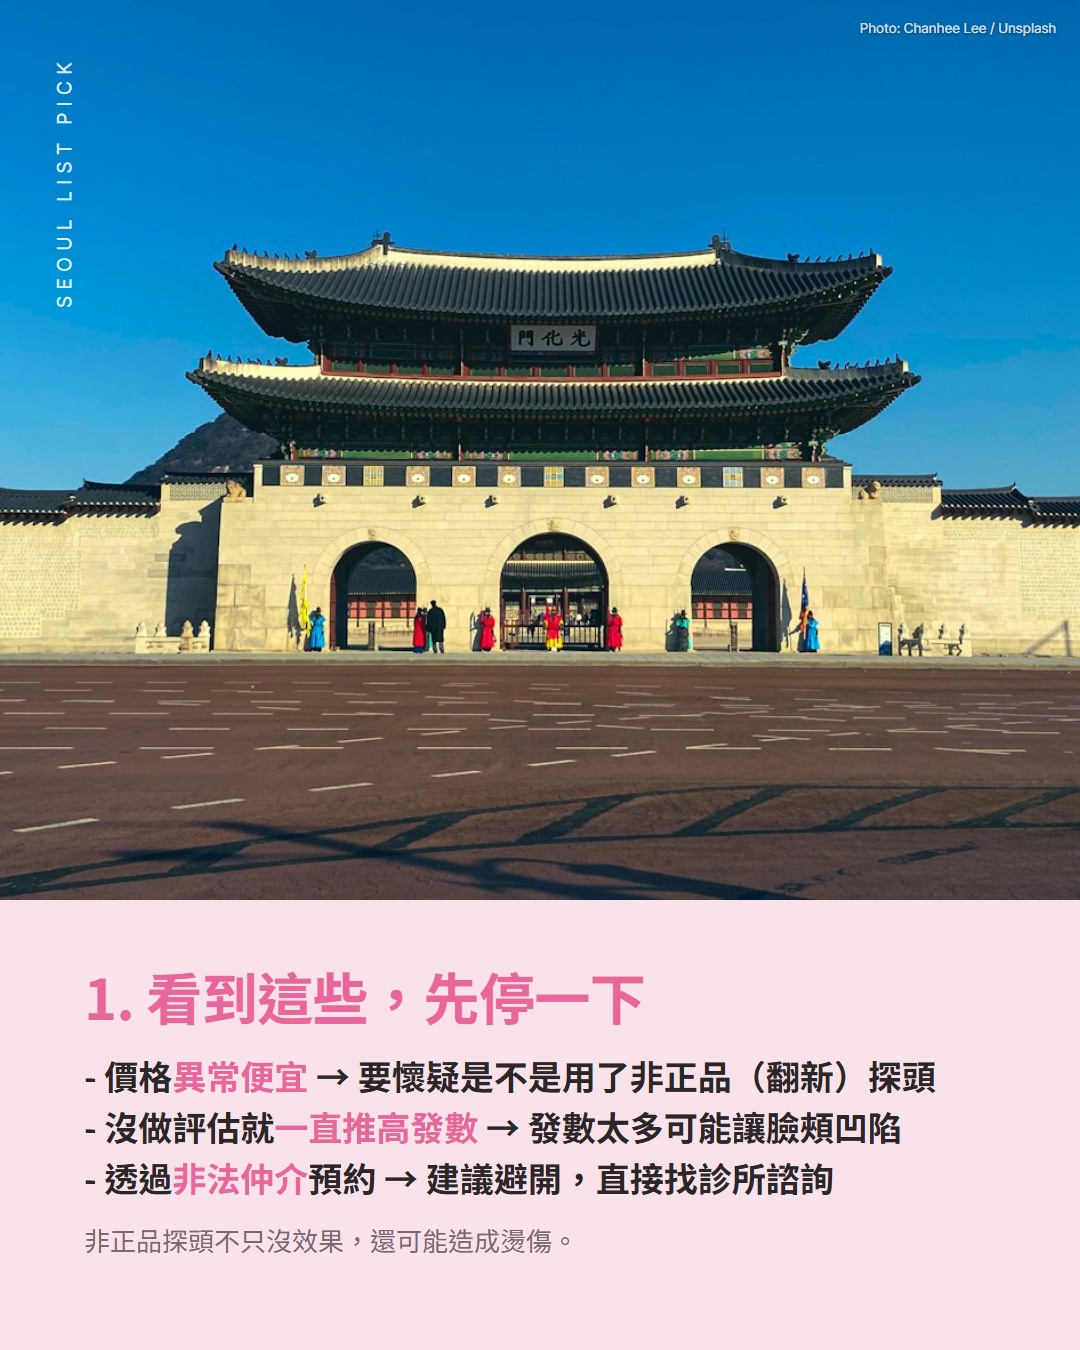 Photo: Chanhee Lee / Unsplash
SEOUL LIST PICK
門化光
1. 看到這些，先停一下
- 價格異常便宜 → 要懷疑是不是用了非正品（翻新）探頭
- 沒做評估就一直推高發數 → 發數太多可能讓臉頰凹陷
- 透過非法仲介預約 → 建議避開，直接找診所諮詢
非正品探頭不只沒效果，還可能造成燙傷。